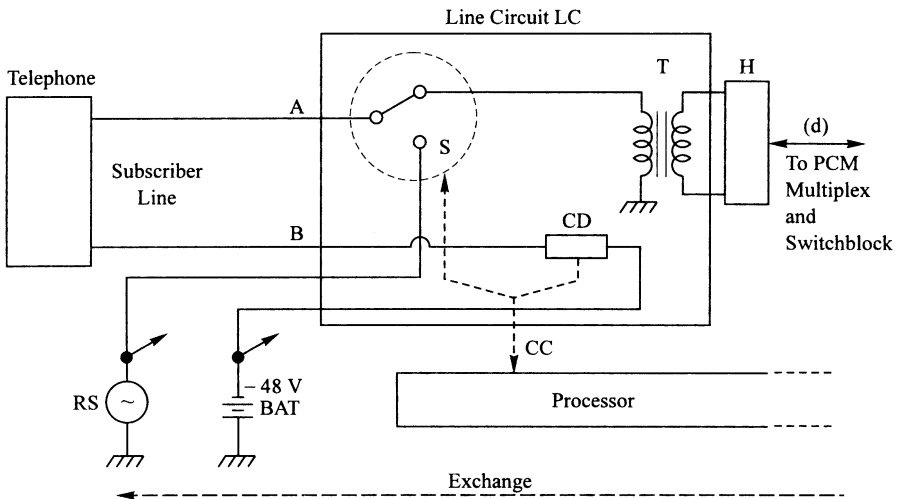 Line Circuit LC
Telephone
T
H
A
(d)
S
To PCM
Multiplex
and
Switchblock
Subscriber
Line
B
CD
CC
– 48 V
BAT
RS
~
Processor
Exchange